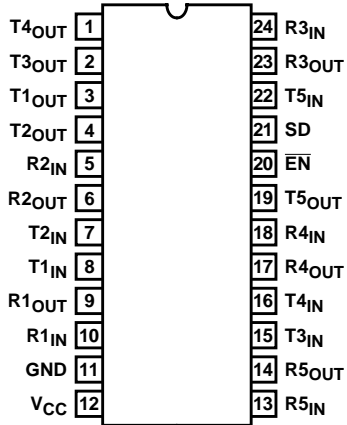 T4OUT 1 24 R3IN
T3OUT 2 23 R3OUT
T1OUT 3 22 T5IN
T2OUT 4 21 SD
R2IN 5 20 E̅N̅
R2OUT 6 19 T5OUT
T2IN 7 18 R4IN
T1IN 8 17 R4OUT
R1OUT 9 16 T4IN
R1IN 10 15 T3IN
GND 11 14 R5OUT
VCC 12 13 R5IN